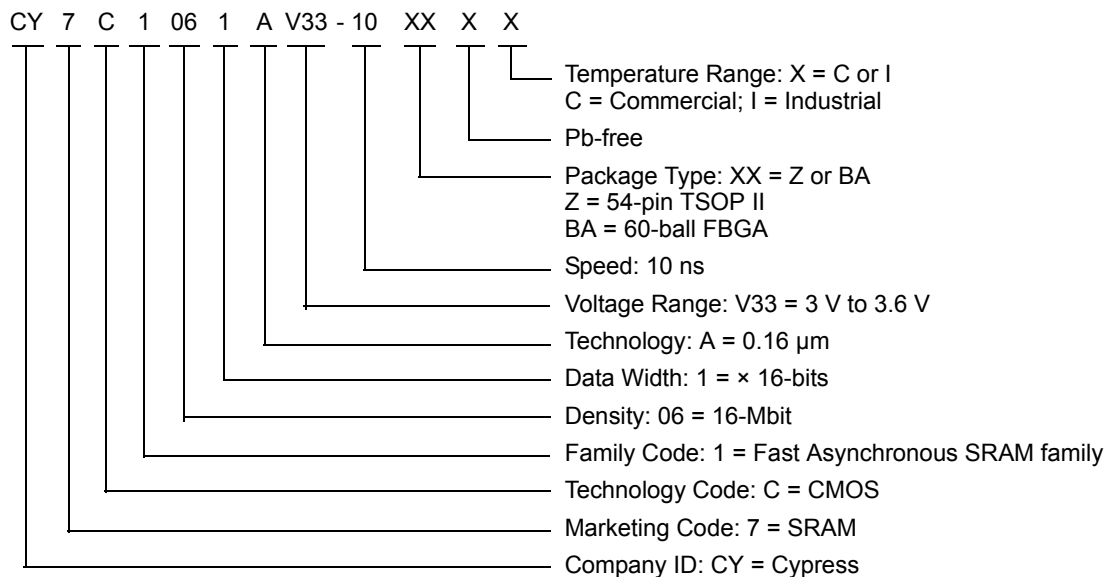 CY 7 C 1 06 1 A V33 - 10 XX X X
Temperature Range: X = C or I
C = Commercial; I = Industrial
Pb-free
Package Type: XX = Z or BA
Z = 54-pin TSOP II
BA = 60-ball FBGA
Speed: 10 ns
Voltage Range: V33 = 3 V to 3.6 V
Technology: A = 0.16 µm
Data Width: 1 = × 16-bits
Density: 06 = 16-Mbit
Family Code: 1 = Fast Asynchronous SRAM family
Technology Code: C = CMOS
Marketing Code: 7 = SRAM
Company ID: CY = Cypress